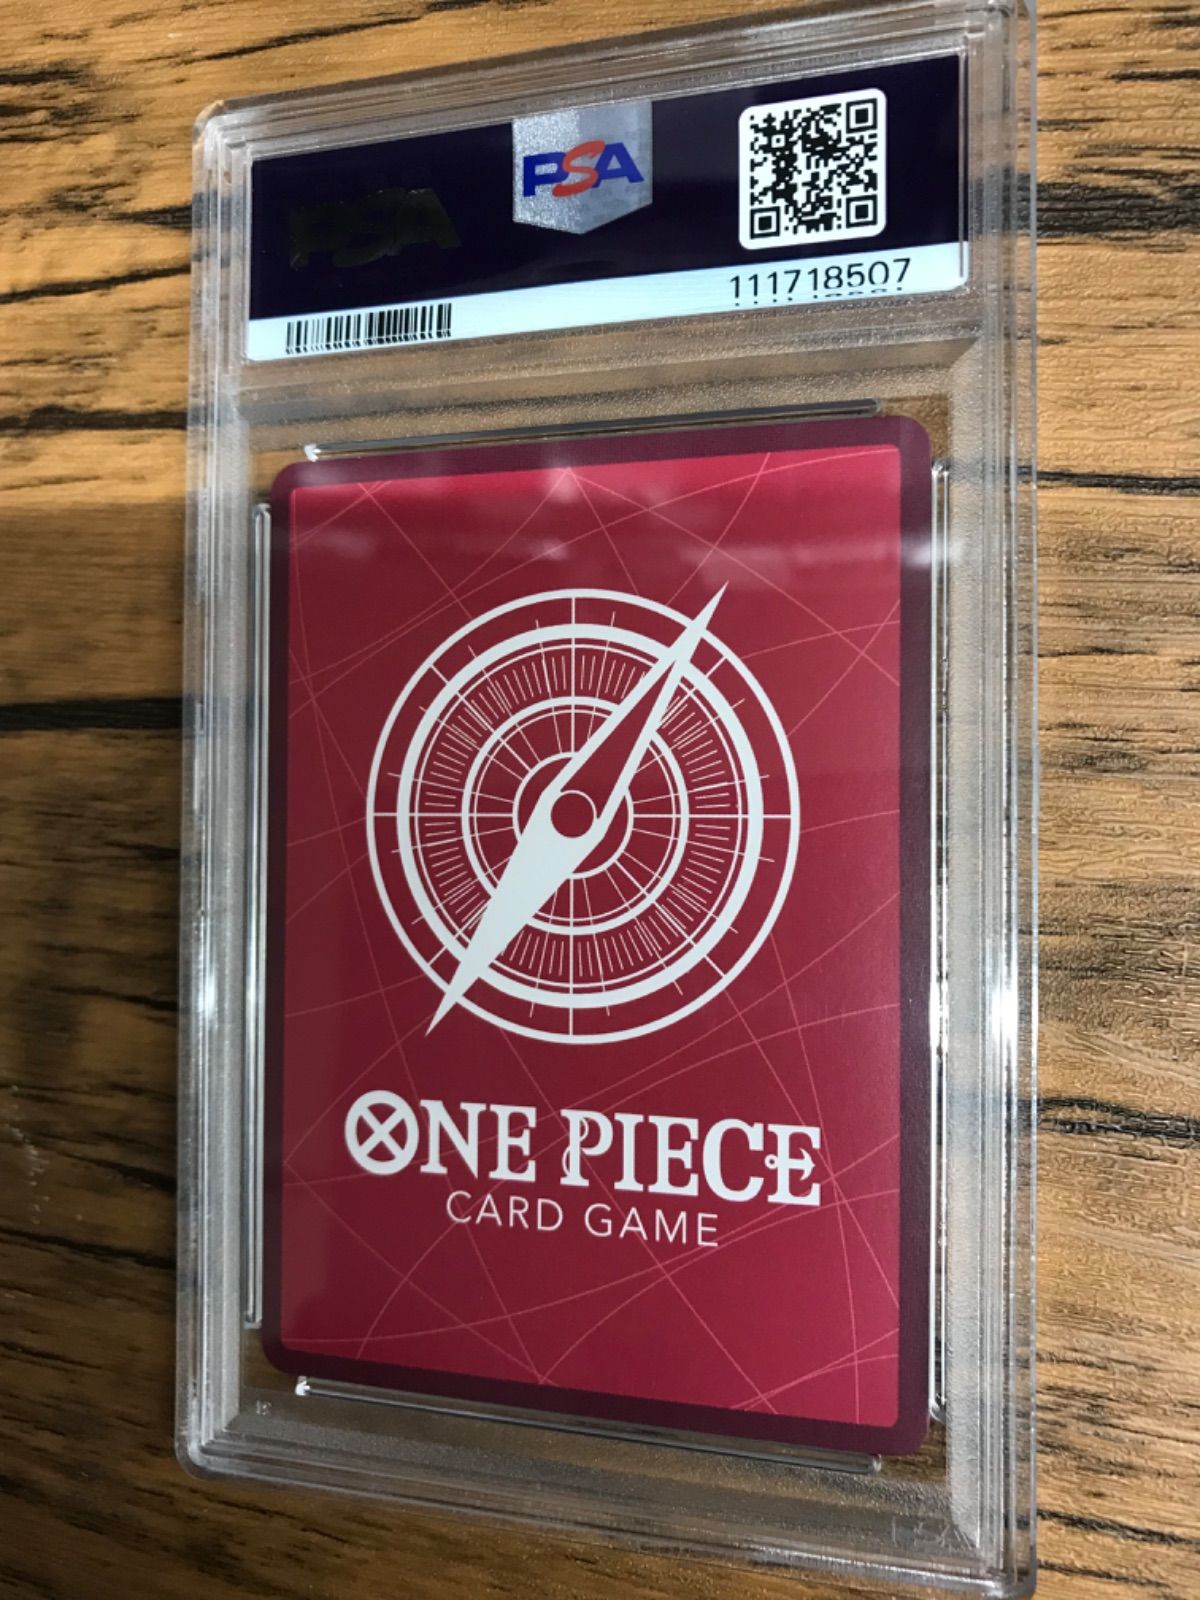 PSA
PSA
111718507
ONE PIECE
CARD GAME